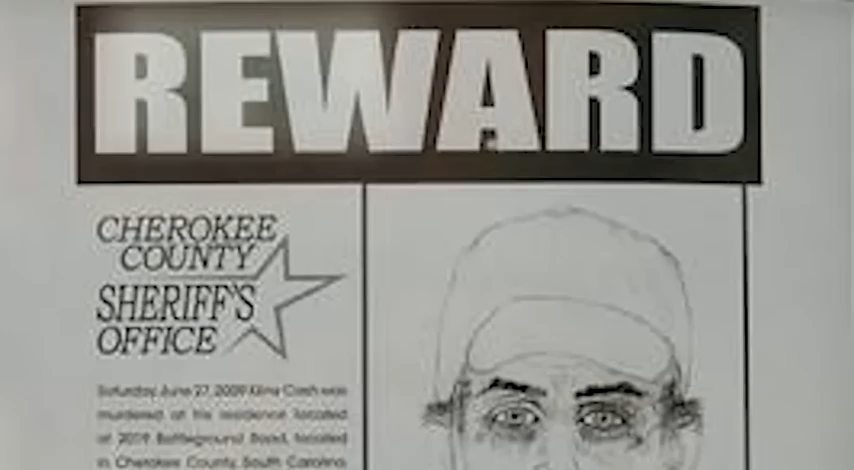 REWARD
CHEROKEE
COUNTY
SHERIFF'S
OFFICE
Saturday, June 27, 2009 Kline Cash was
murdered at his residence located
at 2019 Battleground Road, located
in Cherokee County, South Carolina